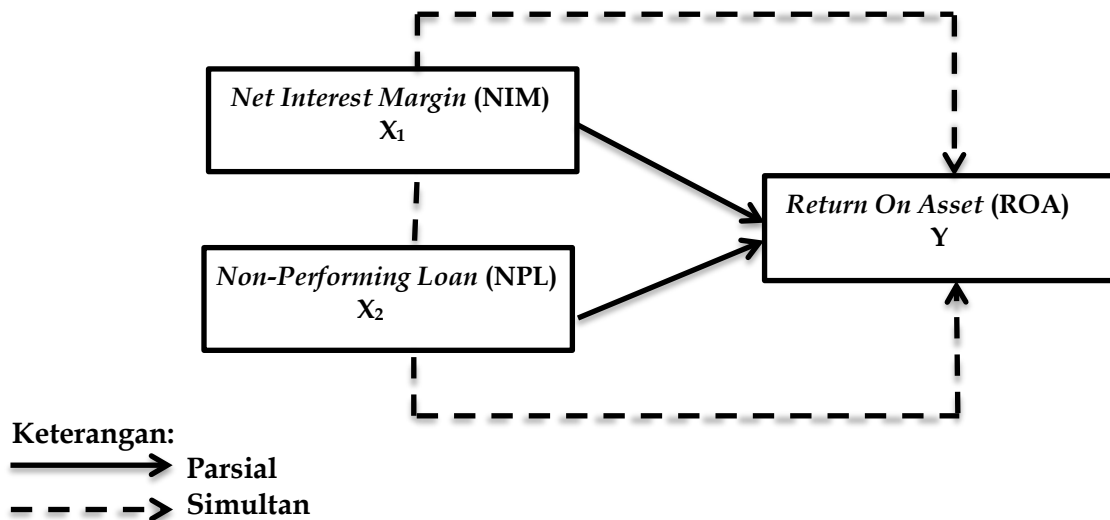 Net Interest Margin (NIM)
X₁
Return On Asset (ROA)
Y
Non-Performing Loan (NPL)
X₂
Keterangan:
Parsial
Simultan